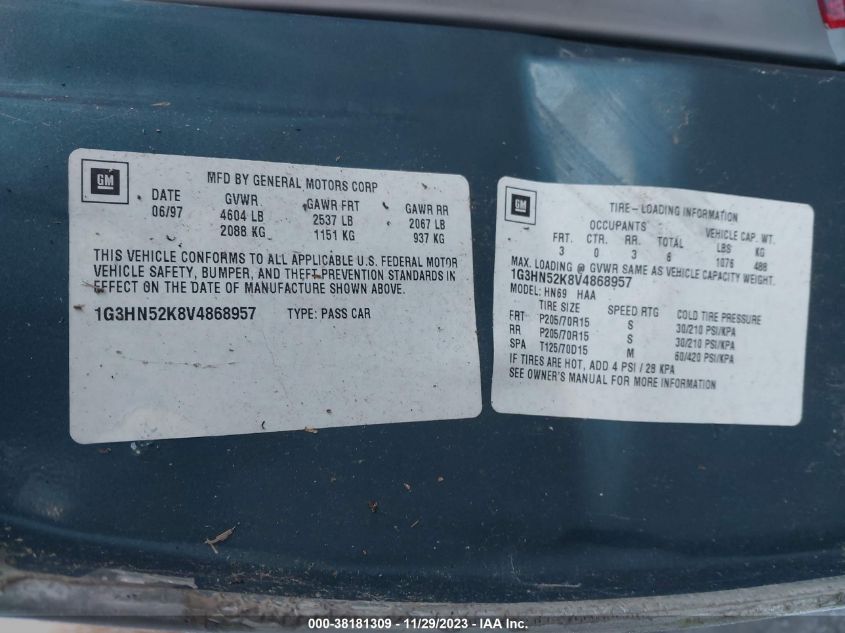 GM
MFD BY GENERAL MOTORS CORP
DATE GVWR GAWR FRT GAWR RR
06/97 4604 LB 2537 LB 2067 LB
2088 KG 1151 KG 937 KG
THIS VEHICLE CONFORMS TO ALL APPLICABLE U.S. FEDERAL MOTOR
VEHICLE SAFETY, BUMPER, AND THEFT PREVENTION STANDARDS IN
EFFECT ON THE DATE OF MANUFACTURE SHOWN ABOVE.
1G3HN52K8V4868957 TYPE: PASS CAR
GM
TIRE-LOADING INFORMATION
OCCUPANTS VEHICLE CAP. WT.
FRT. CTR. RR. TOTAL LBS KG
3 0 3 6 1076 488
MAX. LOADING @ GVWR SAME AS VEHICLE CAPACITY WEIGHT.
1G3HN52K8V4868957
MODEL: HN69 HAA
TIRE SIZE SPEED RTG COLD TIRE PRESSURE
FRT P205/70R15 S 30/210 PSI/KPA
RR P205/70R15 S 30/210 PSI/KPA
SPA T125/70D15 M 60/420 PSI/KPA
IF TIRES ARE HOT, ADD 4 PSI / 28 KPA
SEE OWNER'S MANUAL FOR MORE INFORMATION
000-38181309 - 11/29/2023 - WWW.IAAI.COM